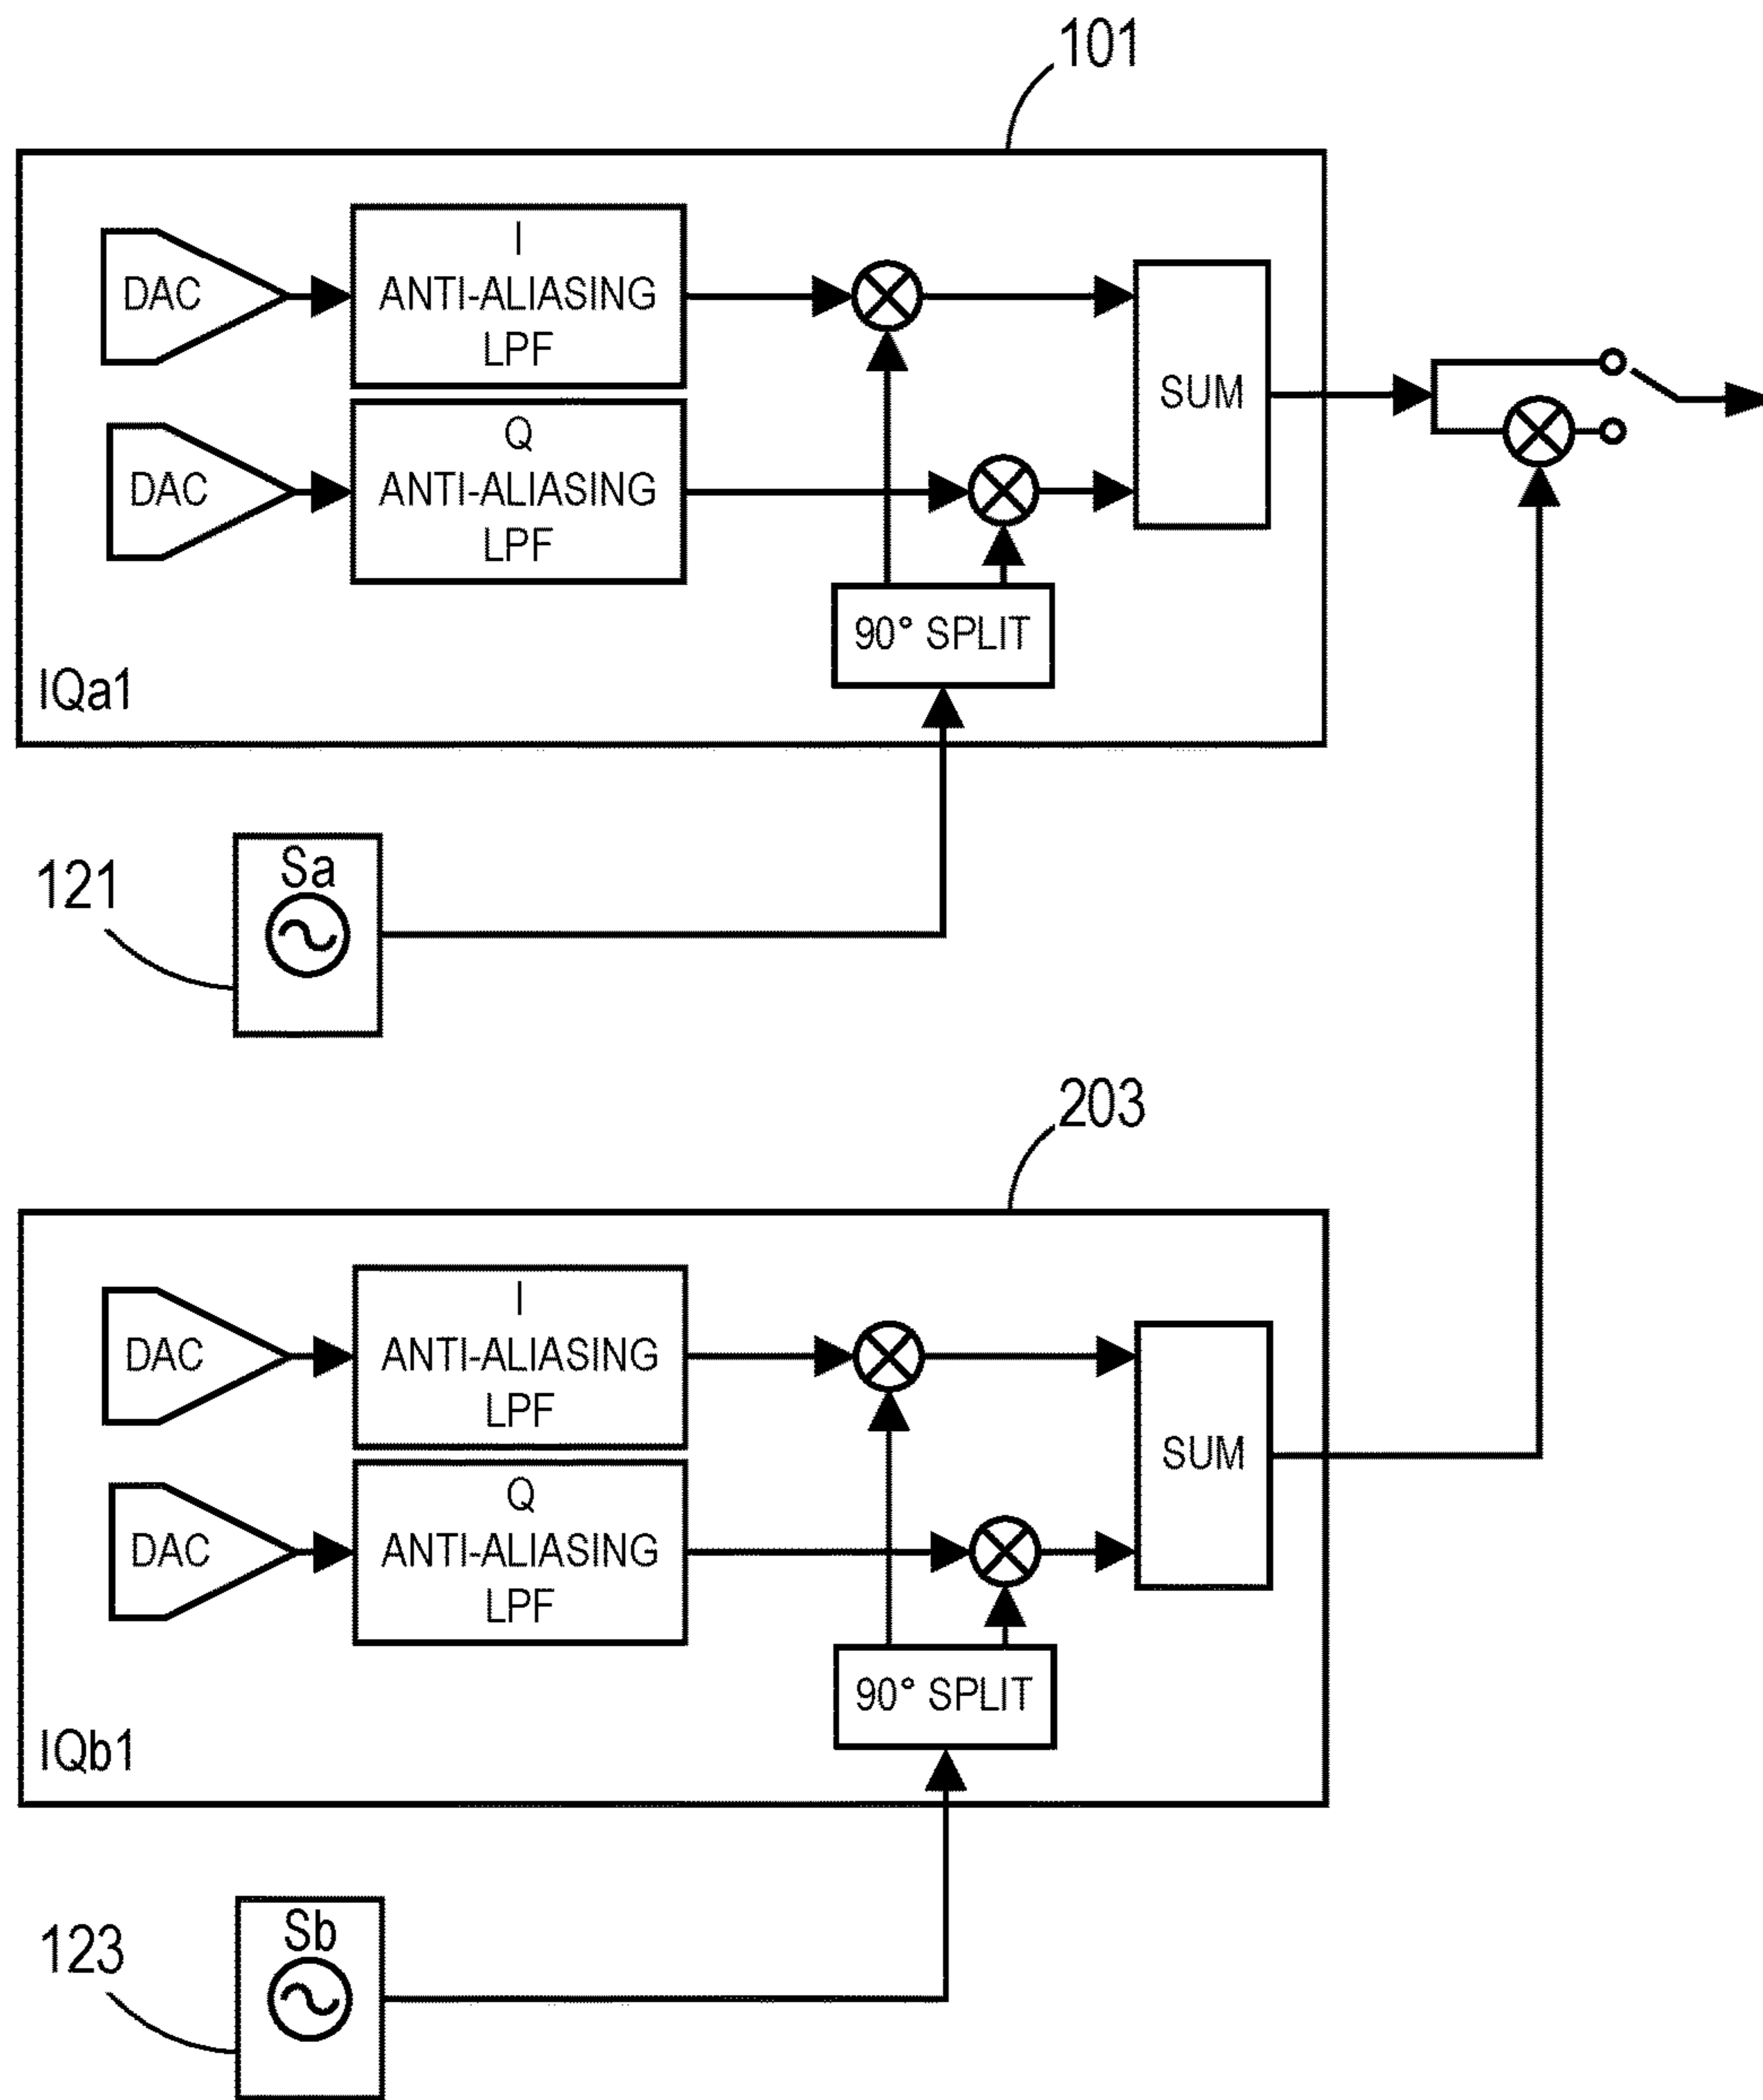 101
DAC
I
ANTI-ALIASING
LPF
SUM
DAC
Q
ANTI-ALIASING
LPF
90° SPLIT
IQa1
121
Sa
203
DAC
I
ANTI-ALIASING
LPF
SUM
DAC
Q
ANTI-ALIASING
LPF
90° SPLIT
IQb1
123
Sb